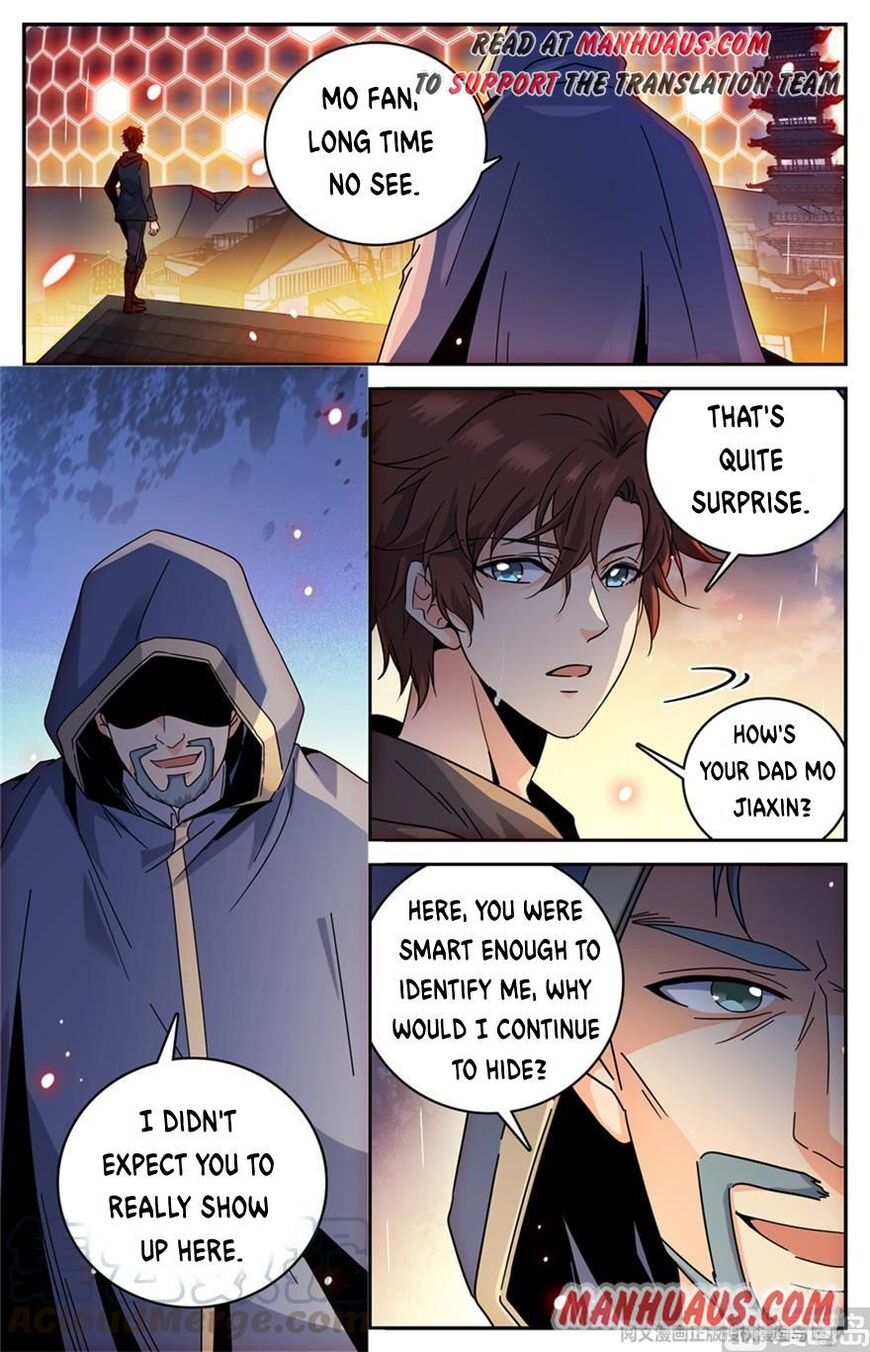 READ AT MANHUAUS.COM
TO SUPPORT THE TRANSLATION TEAM
MO FAN,
LONG TIME
NO SEE.
THAT'S
QUITE
SURPRISE.
HOW'S
YOUR DAD MO
JIAXIN?
I DIDN'T
EXPECT YOU TO
REALLY SHOW
UP HERE.
HERE, YOU WERE
SMART ENOUGH TO
IDENTIFY ME, WHY
WOULD I CONTINUE
TO HIDE?
AcloudMerge.com
MANHUAUS.COM